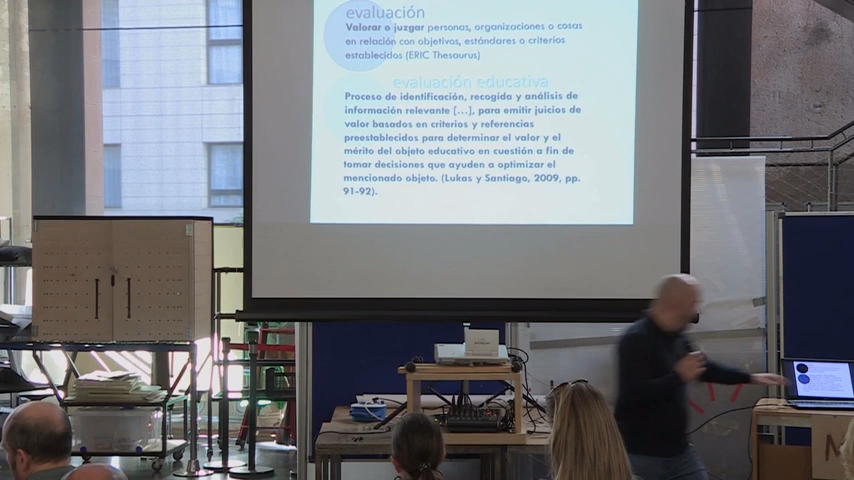 evaluación
Valorar o juzgar personas, organizaciones o cosas
en relación con objetivos, estándares o criterios
establecidos (ERIC Thesaurus)
evaluación educativa
Proceso de identificación, recogida y análisis de
información relevante [...], para emitir juicios de
valor basados en criterios y referencias
preestablecidos para determinar el valor y el
mérito del objeto educativo en cuestión a fin de
tomar decisiones que ayuden a optimizar el
mencionado objeto. (Lukas y Santiago, 2009, pp.
91-92).